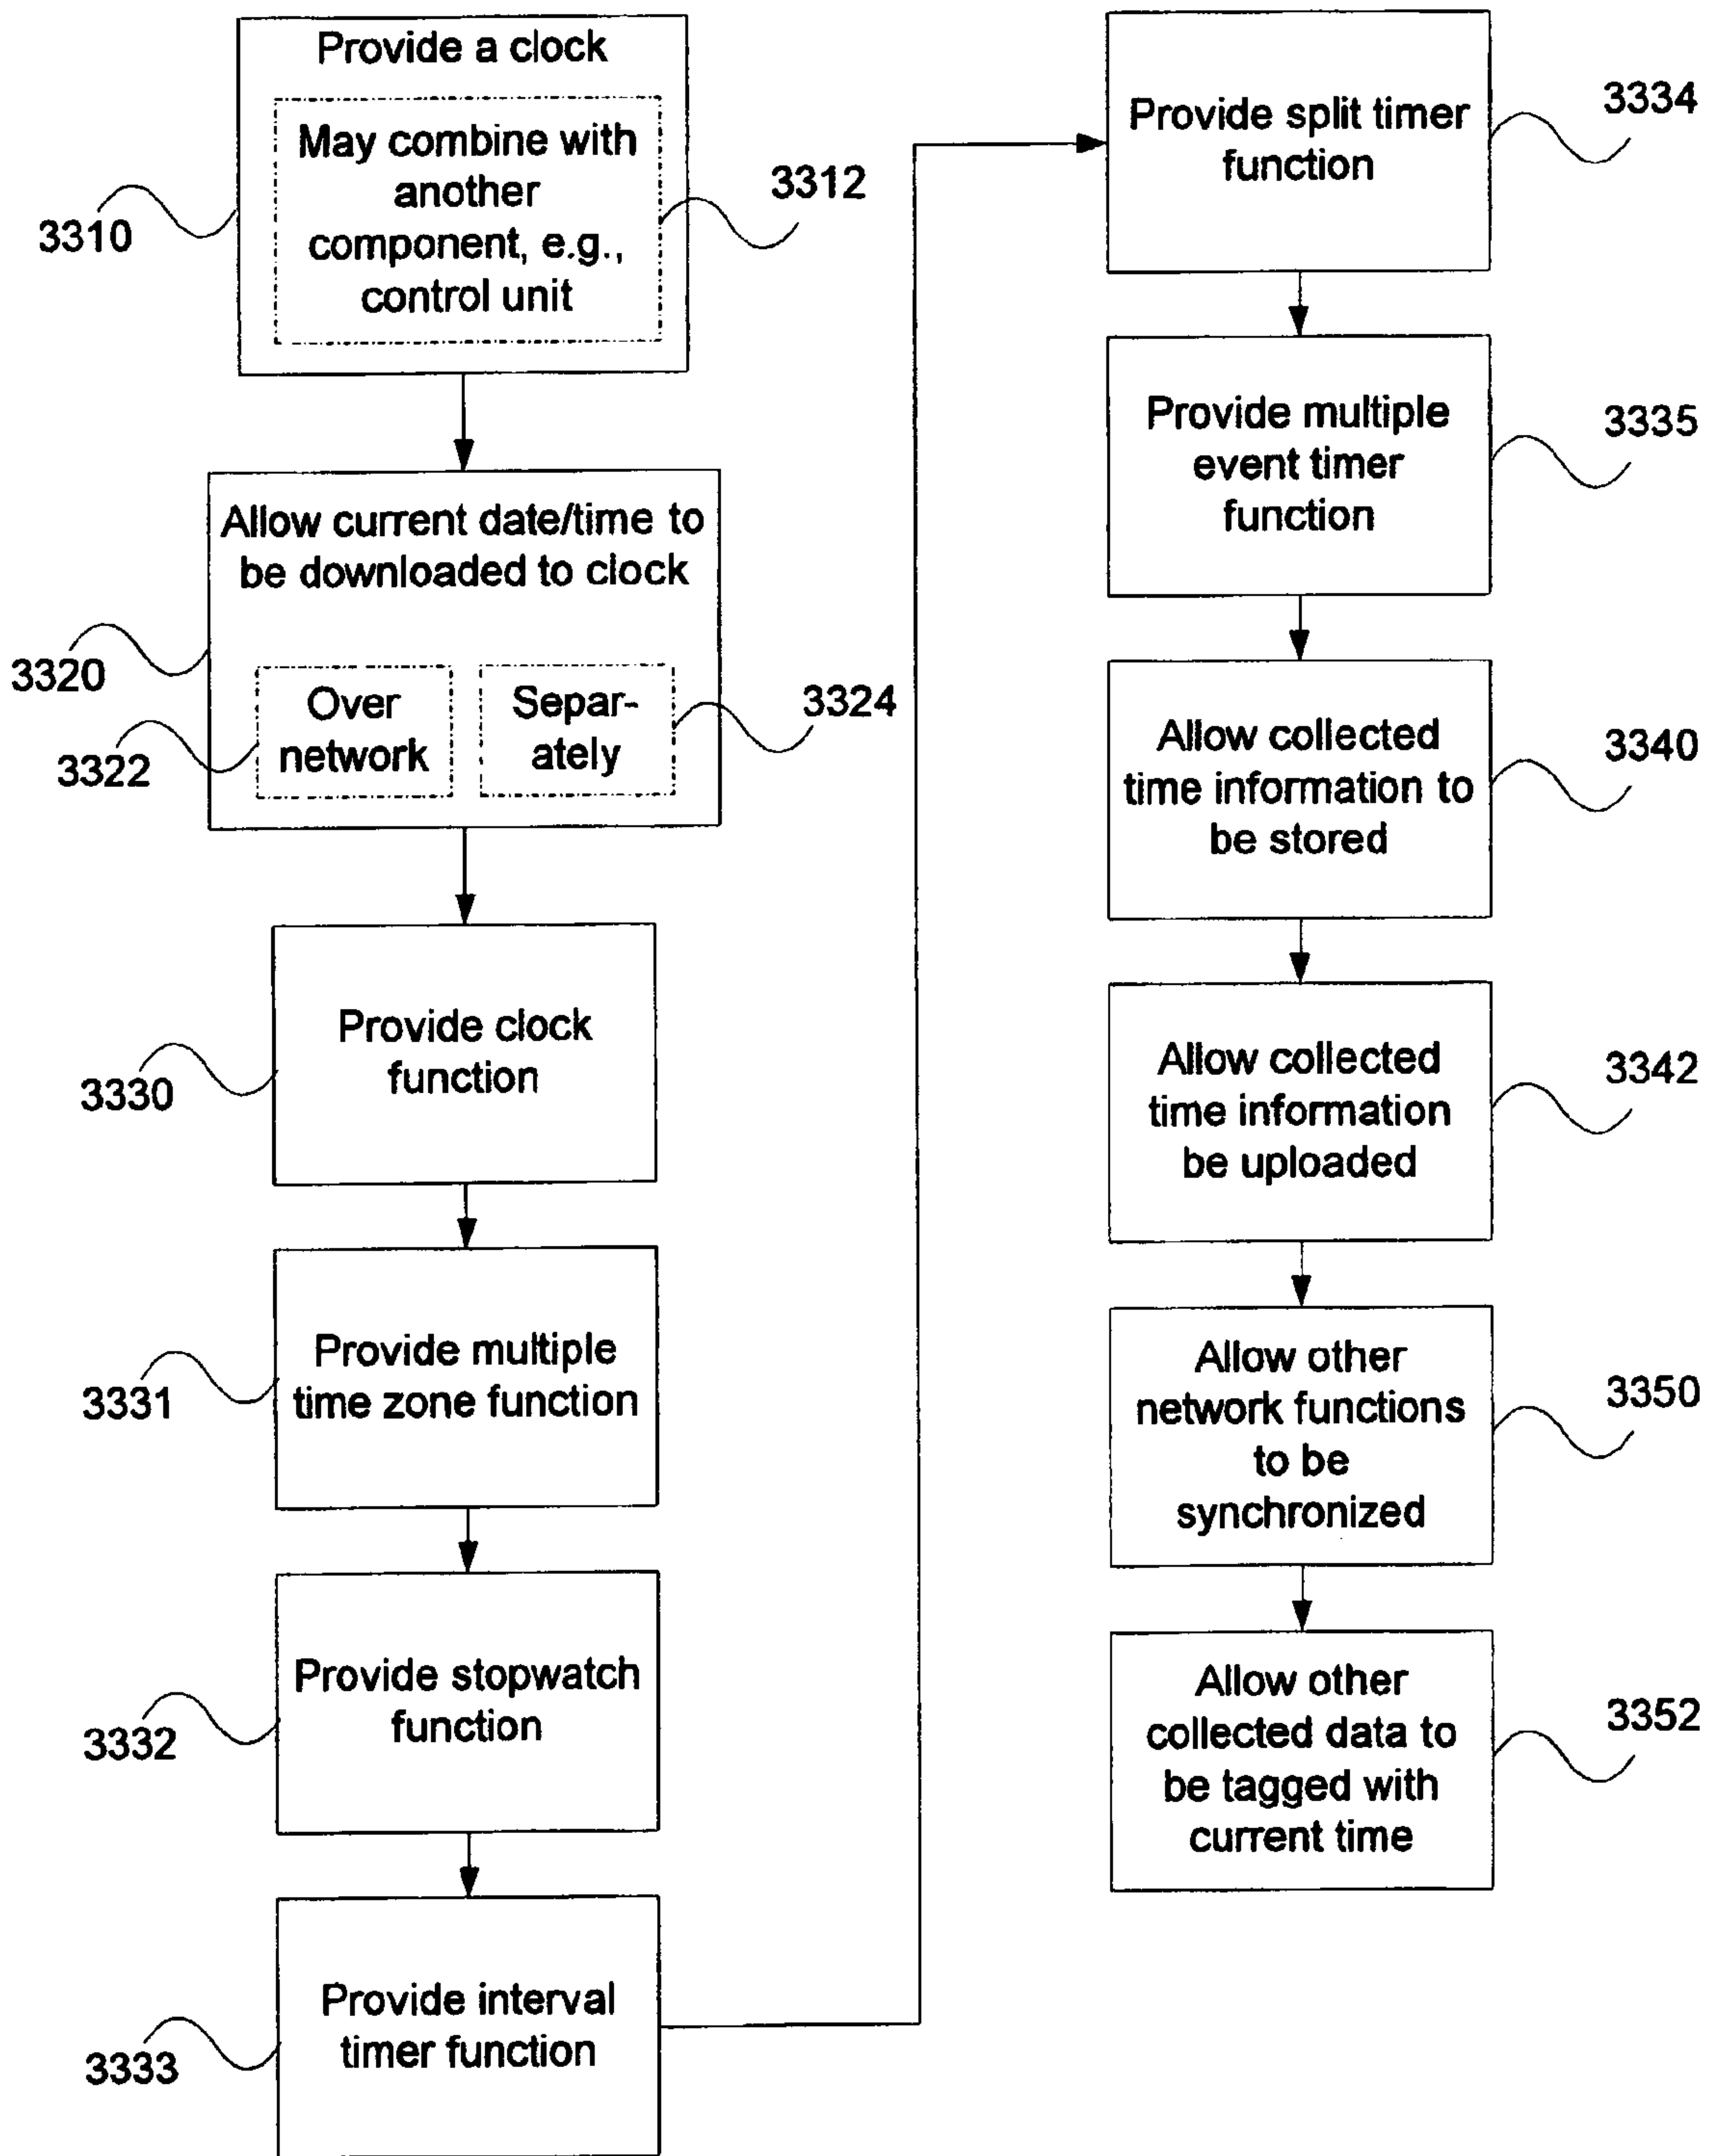 Provide a clock
May combine with
another
component, e.g.,
control unit
3310
3312
Allow current date/time to
be downloaded to clock
Over
network
Separ-
ately
3320
3322
3324
Provide clock
function
3330
Provide multiple
time zone function
3331
Provide stopwatch
function
3332
Provide interval
timer function
3333
Provide split timer
function
3334
Provide multiple
event timer
function
3335
Allow collected
time information to
be stored
3340
Allow collected
time information
be uploaded
3342
Allow other
network functions
to be
synchronized
3350
Allow other
collected data to
be tagged with
current time
3352